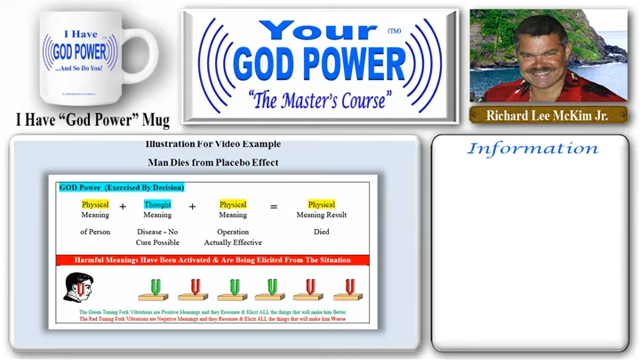 I Have
GOD POWER
...And So Do You!
I Have “God Power” Mug
Your (TM)
GOD POWER
"The Master's Course"
Richard Lee McKim Jr.
Illustration For Video Example
Man Dies from Placebo Effect
GOD Power (Exercised By Decision)
Physical + Thought + Physical = Physical
Meaning Meaning Meaning Meaning Result
of Person Disease - No Operation Died
Cure Possible Actually Effective
Harmful Meanings Have Been Activated & Are Being Elicited From The Situation
The Green Tuning Fork Vibrations are Positive Meanings and they Resonate & Elicit ALL the things that will make him Better
The Red Tuning Fork Vibrations are Negative Meanings and they Resonate & Elicit ALL the things that will make him Worse
Information